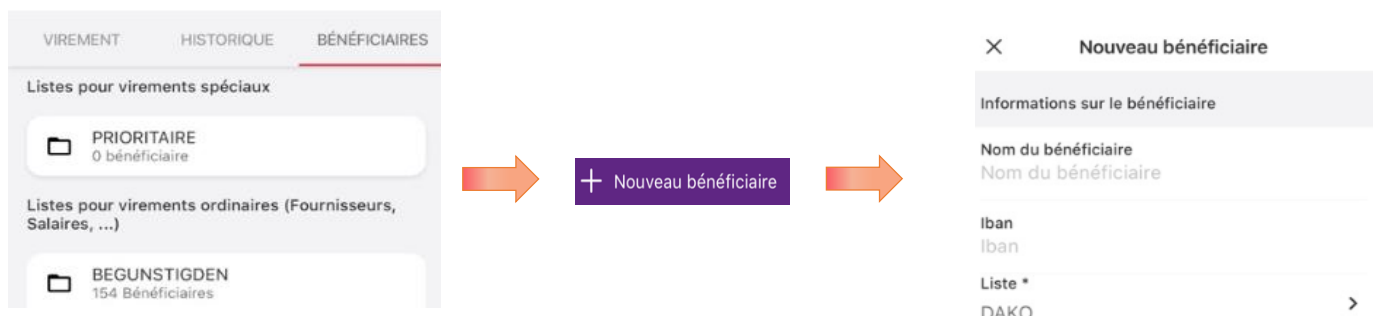 VIREMENT HISTORIQUE BÉNÉFICIAIRES
Listes pour virements spéciaux
PRIORITAIRE
0 bénéficiaire
Listes pour virements ordinaires (Fournisseurs,
Salaires, ...)
BEGUNSTIGDEN
154 Bénéficiaires
+ Nouveau bénéficiaire
× Nouveau bénéficiaire
Informations sur le bénéficiaire
Nom du bénéficiaire
Nom du bénéficiaire
Iban
Iban
Liste *
DAKO